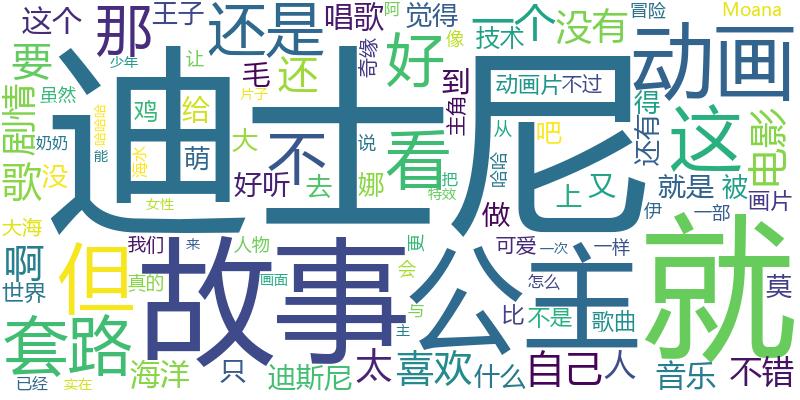 这个
那
王子
还是
唱歌
阿
觉得
一个
没有
冒险
Moana
技术
像
奇缘
要
少年
让
毛
还
好
到
主角
动画片
不过
得
动画
虽然
剧情
迪士尼
鸡
给
哈哈哈
能
奶奶
海水
片子
萌
大
不
说
看
从
吧
还有
这
电影
歌
没
女性
好听
去
娜
把
特效
哈哈
上
又
就是
被
画片
做
伊
一部
大海
啊
世界
但
我们
来
真的
故事
人物
画面
更
会
与
主
公主
可爱
一次
一样
怎么
比
不是
歌曲
就
莫
套路
已经
实在
海洋
只
迪斯尼
太
喜欢
什么
自己
人
音乐
不错